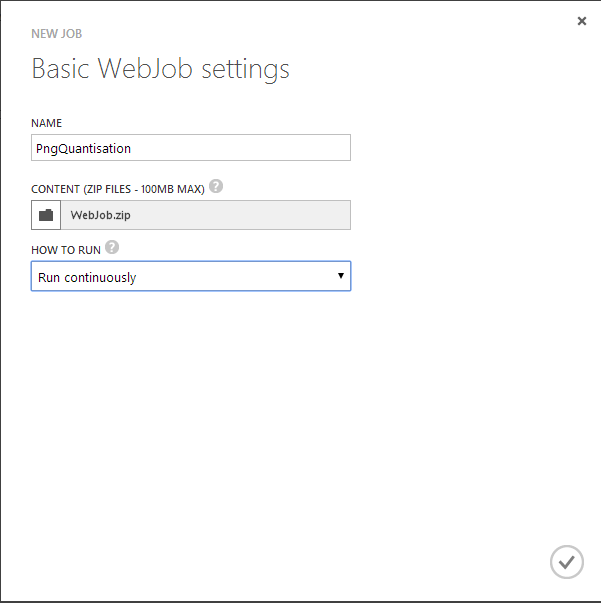 NEW JOB
Basic WebJob settings
NAME
PngQuantisation
CONTENT (ZIP FILES - 100MB MAX) ?
WebJob.zip
HOW TO RUN ?
Run continuously